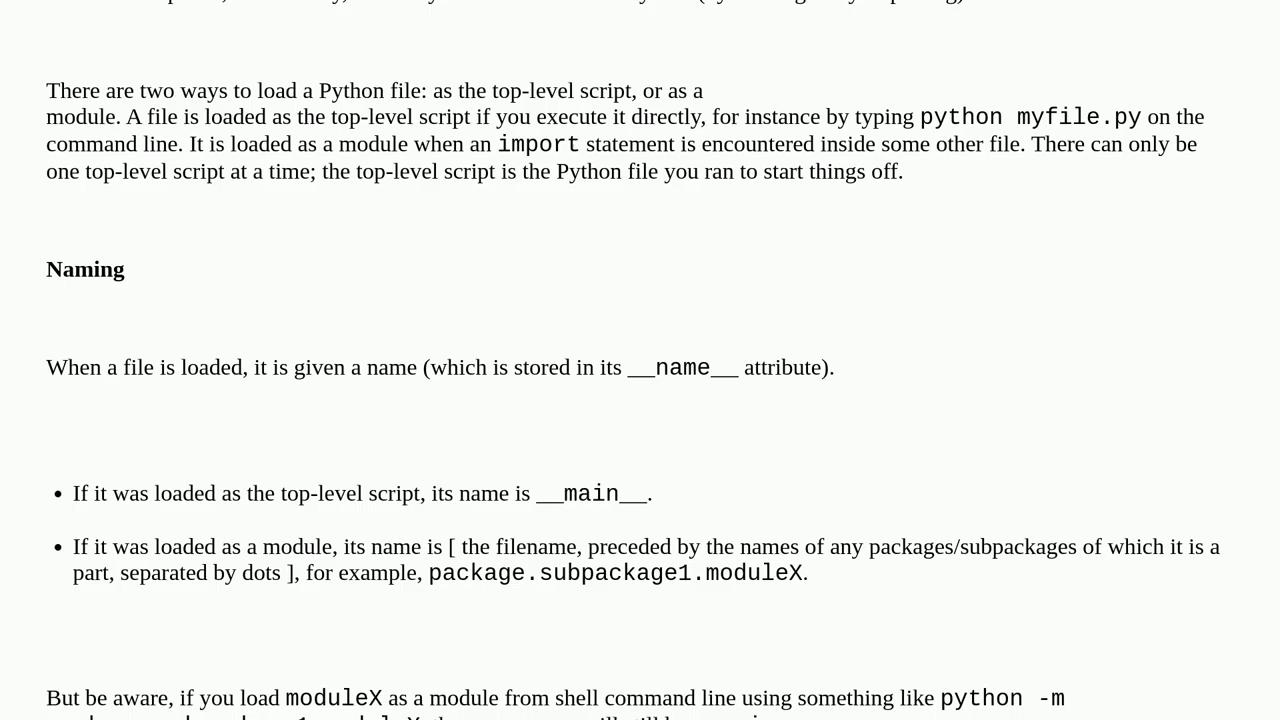 There are two ways to load a Python file: as the top-level script, or as a
module. A file is loaded as the top-level script if you execute it directly, for instance by typing python myfile.py on the
command line. It is loaded as a module when an import statement is encountered inside some other file. There can only be
one top-level script at a time; the top-level script is the Python file you ran to start things off.
Naming
When a file is loaded, it is given a name (which is stored in its __name__ attribute).
• If it was loaded as the top-level script, its name is __main__.
• If it was loaded as a module, its name is [ the filename, preceded by the names of any packages/subpackages of which it is a
part, separated by dots ], for example, package.subpackage1.moduleX.
But be aware, if you load moduleX as a module from shell command line using something like python -m